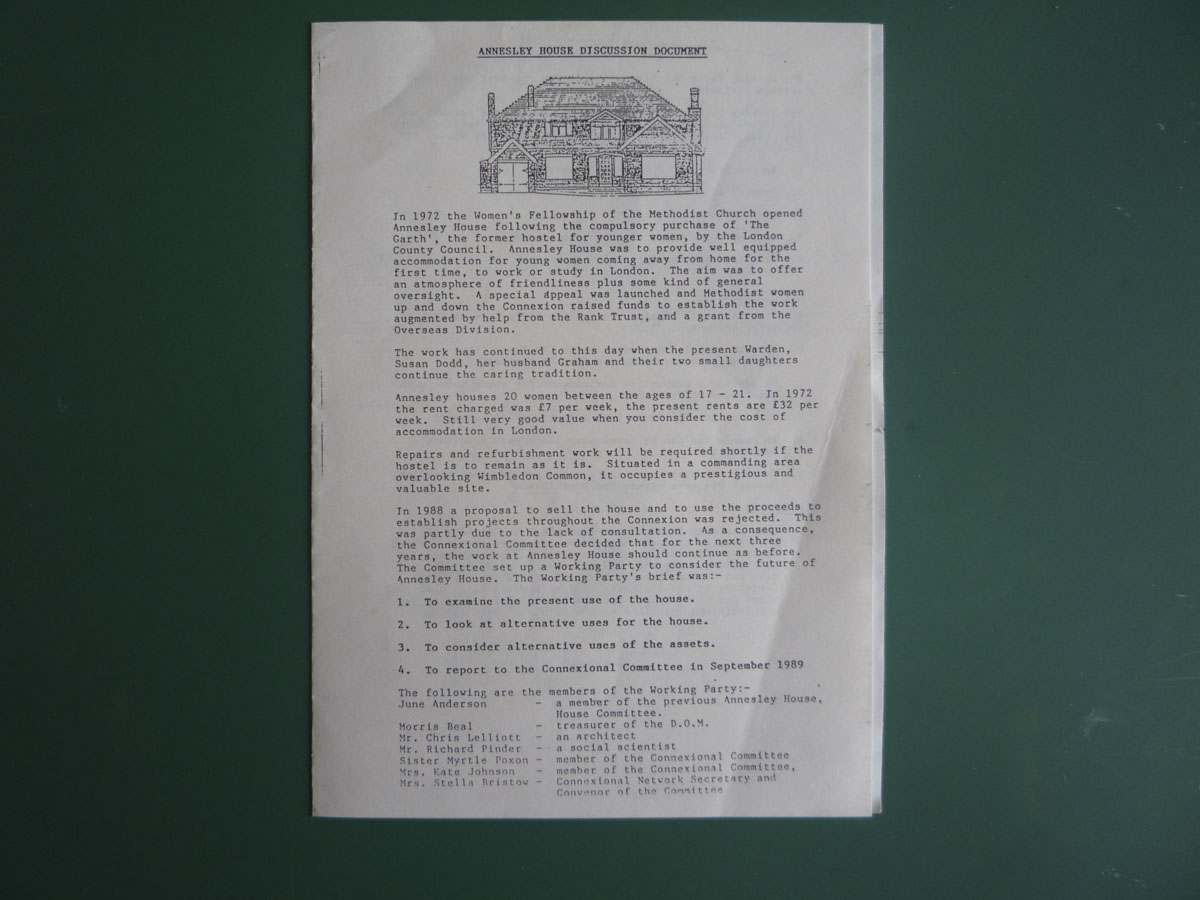 ANNESLEY HOUSE DISCUSSION DOCUMENT
In 1972 the Women's Fellowship of the Methodist Church opened
Annesley House following the compulsory purchase of 'The
Garth', the former hostel for younger women, by the London
County Council.  Annesley House was to provide well equipped
accommodation for young women coming away from home for the
first time, to work or study in London.  The aim was to offer
an atmosphere of friendliness plus some kind of general
oversight.  A special Appeal was launched and Methodist women
up and down the Connexion raised funds to establish the work
augmented by help from the Rank Trust, and a grant from the
Overseas Division.
The work has continued to this day when the present Warden,
Susan Dodd, her husband Graham and their two small daughters
continue the caring tradition.
Annesley houses 20 women between the ages of 17 - 21.  In 1972
the rent charged was £7 per week, the present rents are £32 per
week.  Still very good value when you consider the cost of
accommodation in London.
Repairs and refurbishment work will be required shortly if the
hostel is to remain as it is.  Situated in a commanding area
overlooking Wimbledon Common, it occupies a prestigious and
valuable site.
In 1988 a proposal to sell the house and to use the proceeds to
establish projects throughout the Connexion was rejected.  This
was partly due to the lack of consultation.  As a consequence,
the Connexional Committee decided that for the next three
years, the work at Annesley House should continue as before.
The Committee set up a Working Party to consider the future of
Annesley House.  The Working Party's brief was:-
1.  To examine the present use of the house.
2.  To look at alternative uses for the house.
3.  To consider alternative uses of the assets.
4.  To report to the Connexional Committee in September 1989
The following are the members of the Working Party:-
June Anderson - a member of the previous Annesley House,
House Committee.
Morris Beal - treasurer of the D.O.M.
Mr. Chris Lelliott - an architect
Mr. Richard Pinder - a social scientist
Sister Myrtle Poxon - member of the Connexional Committee
Mrs. Kate Johnson - member of the Connexional Committee,
Mrs. Stella Bristow - Connexional Network Secretary and
Convenor of the Committee